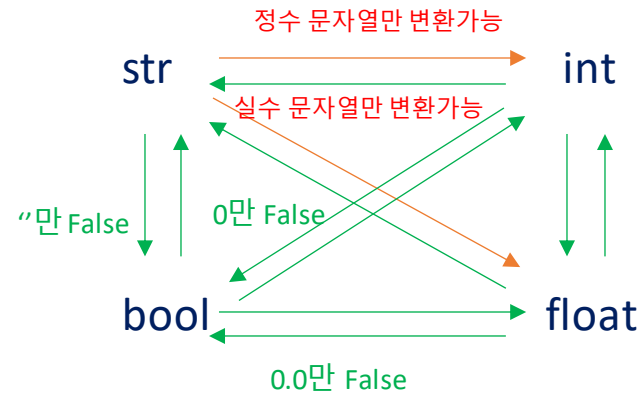 정수 문자열만 변환가능
str
int
실수 문자열만 변환가능
‘’만 False
0만 False
bool
float
0.0만 False